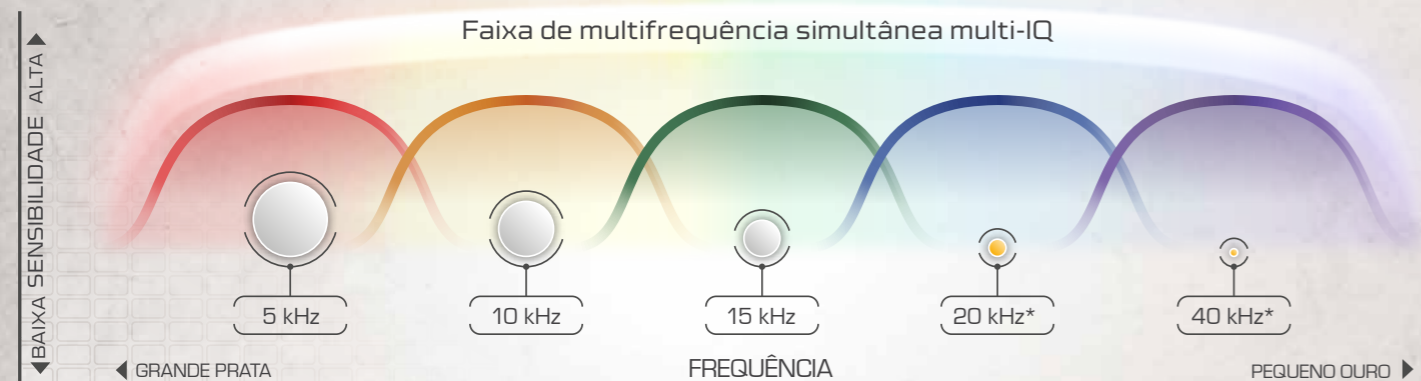 Faixa de multifrequência simultânea multi-IQ
BAIXA SENSIBILIDADE ALTA
5 kHz
10 kHz
15 kHz
20 kHz*
40 kHz*
GRANDE PRATA
FREQUÊNCIA
PEQUENO OURO